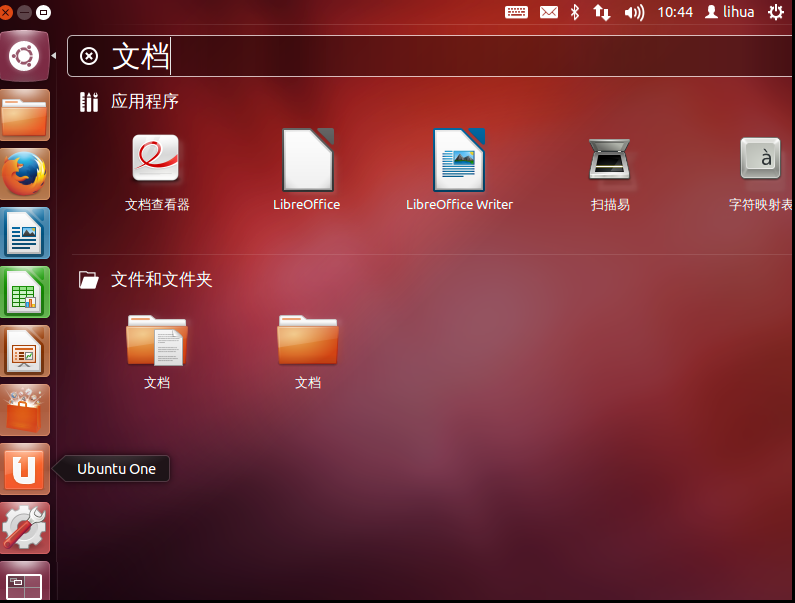 10:44 lihua
文档
应用程序
文档查看器
LibreOffice
LibreOffice Writer
扫描易
字符映射表
à
文件和文件夹
文档
文档
Ubuntu One